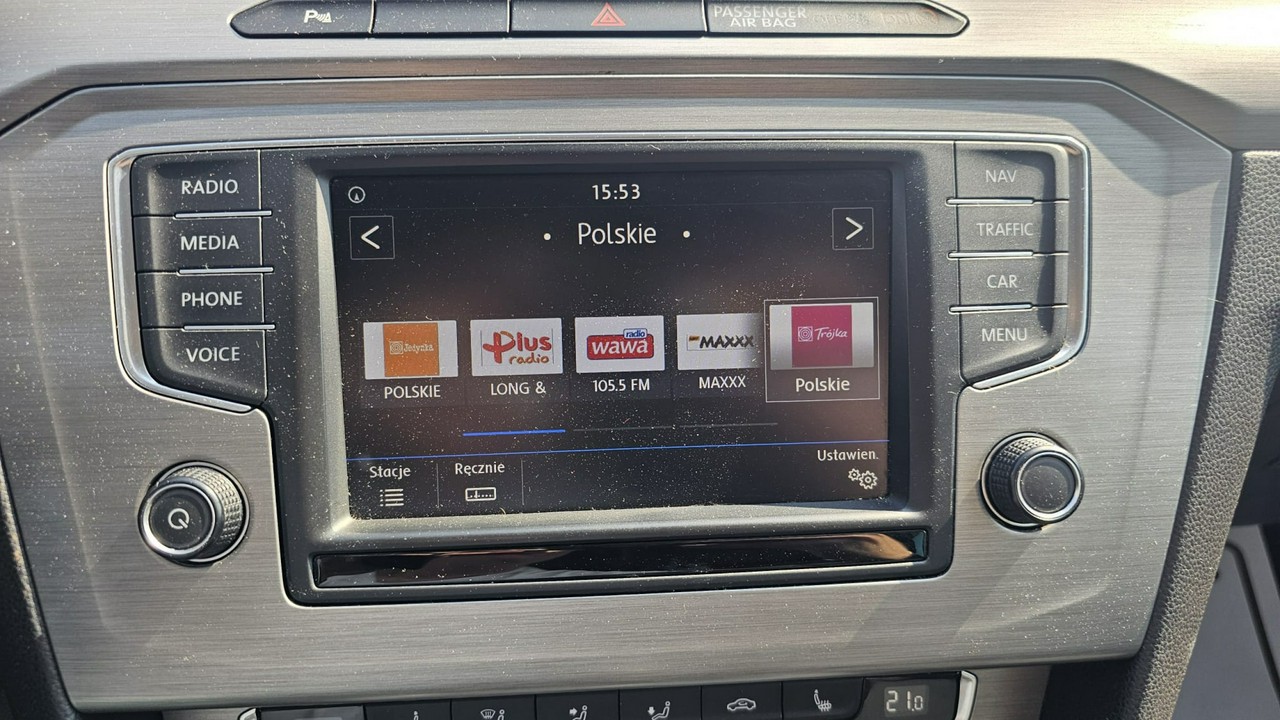 PASSENGER
AIR BAG
RADIO
MEDIA
PHONE
VOICE
NAV
TRAFFIC
CAR
MENU
15:53
<
• Polskie •
>
Jedynka
Plus
radio
radio
wawa
MAXXX
Trójka
POLSKIE
LONG &
105.5 FM
MAXXX
Polskie
Stacje
Ręcznie
Ustawien.
21.0